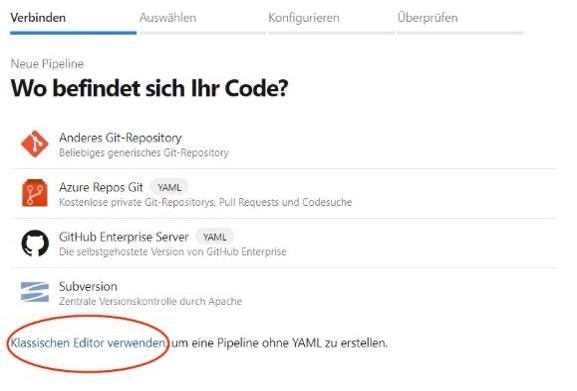 Verbinden Auswählen Konfigurieren Überprüfen
Neue Pipeline
Wo befindet sich Ihr Code?
Anderes Git-Repository
Beliebiges generisches Git-Repository
Azure Repos Git YAML
Kostenlose private Git-Repositorys, Pull Requests und Codesuche
GitHub Enterprise Server YAML
Die selbstgehostete Version von GitHub Enterprise
Subversion
Zentrale Versionskontrolle durch Apache
Klassischen Editor verwenden, um eine Pipeline ohne YAML zu erstellen.